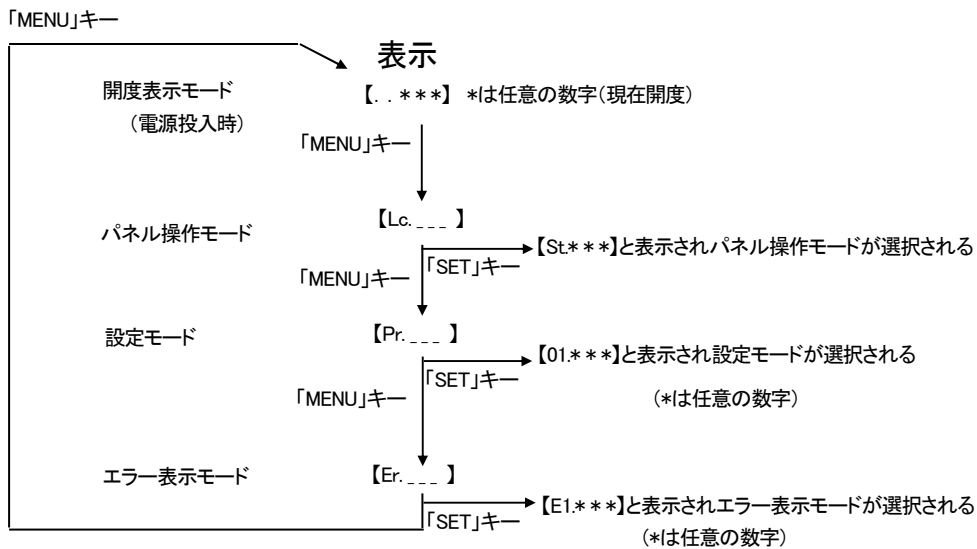 「MENU」キー
表示
開度表示モード 【. . ***】 *は任意の数字(現在開度)
(電源投入時)
「MENU」キー
【Lc. _ _ _ 】
パネル操作モード
【St.***】と表示されパネル操作モードが選択される
「MENU」キー 「SET」キー
設定モード 【Pr. _ _ _ 】
【01.***】と表示され設定モードが選択される
「SET」キー
「MENU」キー (*は任意の数字)
エラー表示モード 【Er. _ _ _ 】
【E1.***】と表示されエラー表示モードが選択される
「SET」キー
(*は任意の数字)